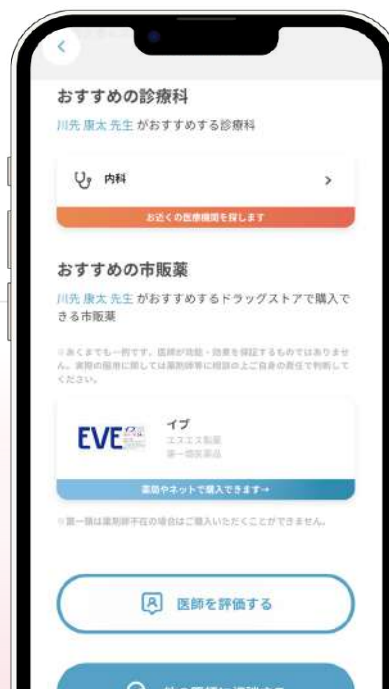 おすすめの診療科
川先 康太 先生 がおすすめする診療科
内科
お近くの医療機関を探します
おすすめの市販薬
川先 康太 先生 がおすすめするドラッグストアで購入で
きる市販薬
※あくまでも一例です。医師が効能・効果を保証するものではありませ
ん。実際の服用に関しては薬剤師等に相談の上ご自身の責任で判断して
ください。
EVE
イブ
エスエス製薬
第一類医薬品
薬局やネットで購入できます→
※第一類は薬剤師不在の場合はご購入いただくことができません。
医師を評価する